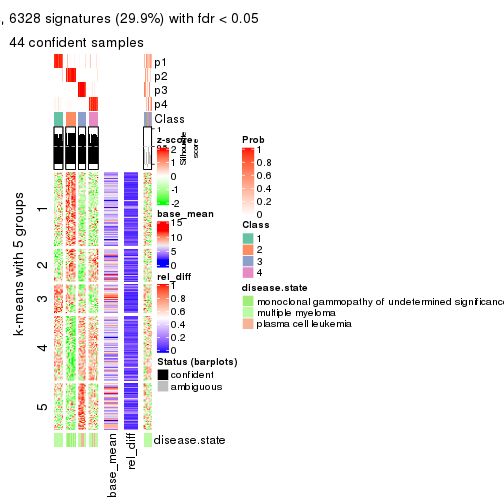 , 6328 signatures (29.9%) with fdr < 0.05
44 confident samples
p1
p2
p3
p4
Class
1
Silhouette
score
z-score
2
1
0
-1
-2
base_mean
15
10
5
0
rel_diff
1
0.8
0.6
0.4
0.2
0
Status (barplots)
confident
ambiguous
Prob
1
0.8
0.6
0.4
0.2
0
Class
1
2
3
4
disease.state
monoclonal gammopathy of undetermined significance
multiple myeloma
plasma cell leukemia
k-means with 5 groups
1
2
3
4
5
disease.state
base_mean
rel_diff